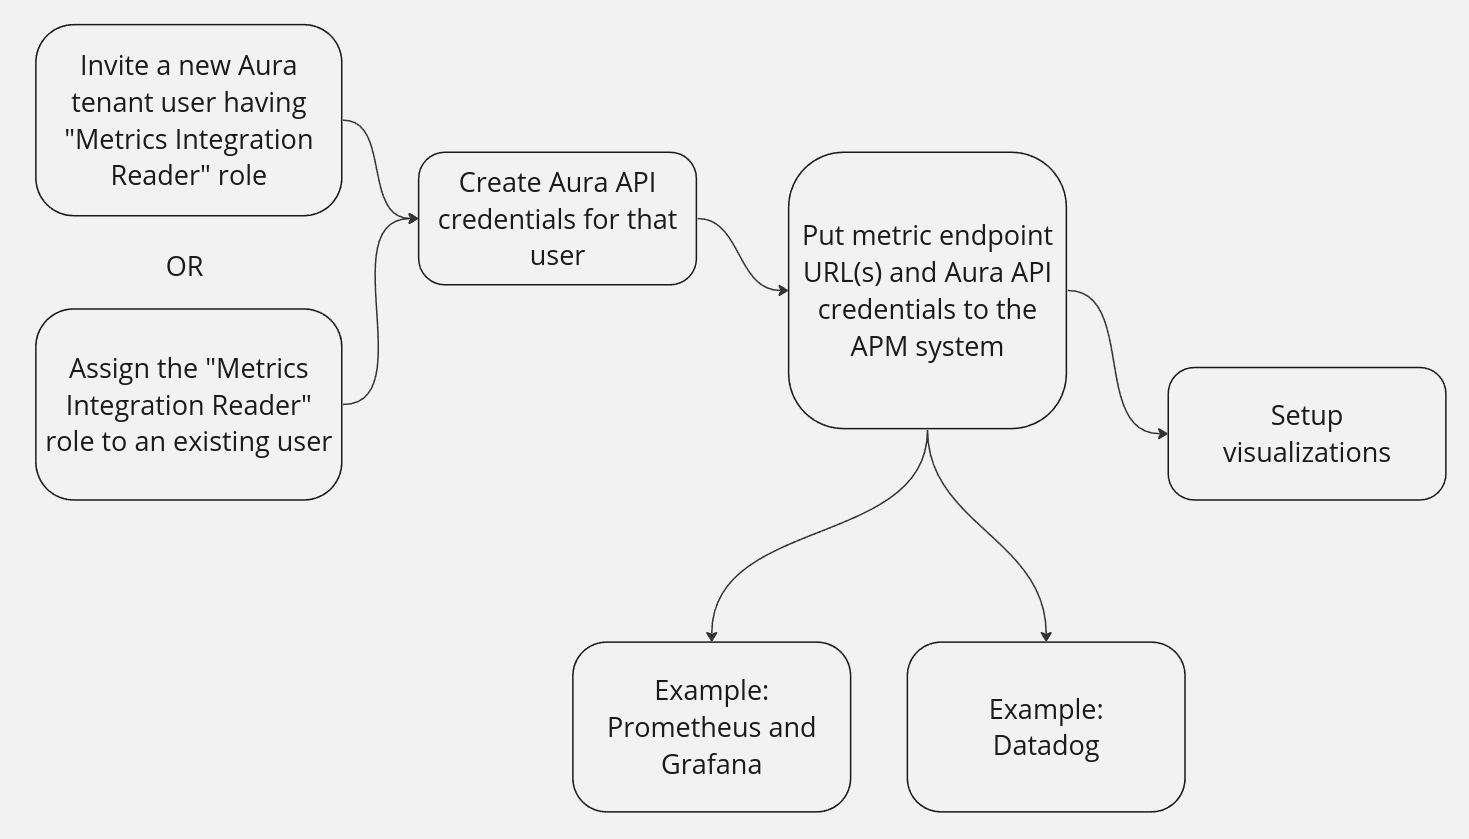 Invite a new Aura
tenant user having
"Metrics Integration
Reader" role
OR
Assign the "Metrics
Integration Reader"
role to an existing user
Create Aura API
credentials for that
user
Put metric endpoint
URL(s) and Aura API
credentials to the
APM system
Setup
visualizations
Example:
Prometheus and
Grafana
Example:
Datadog